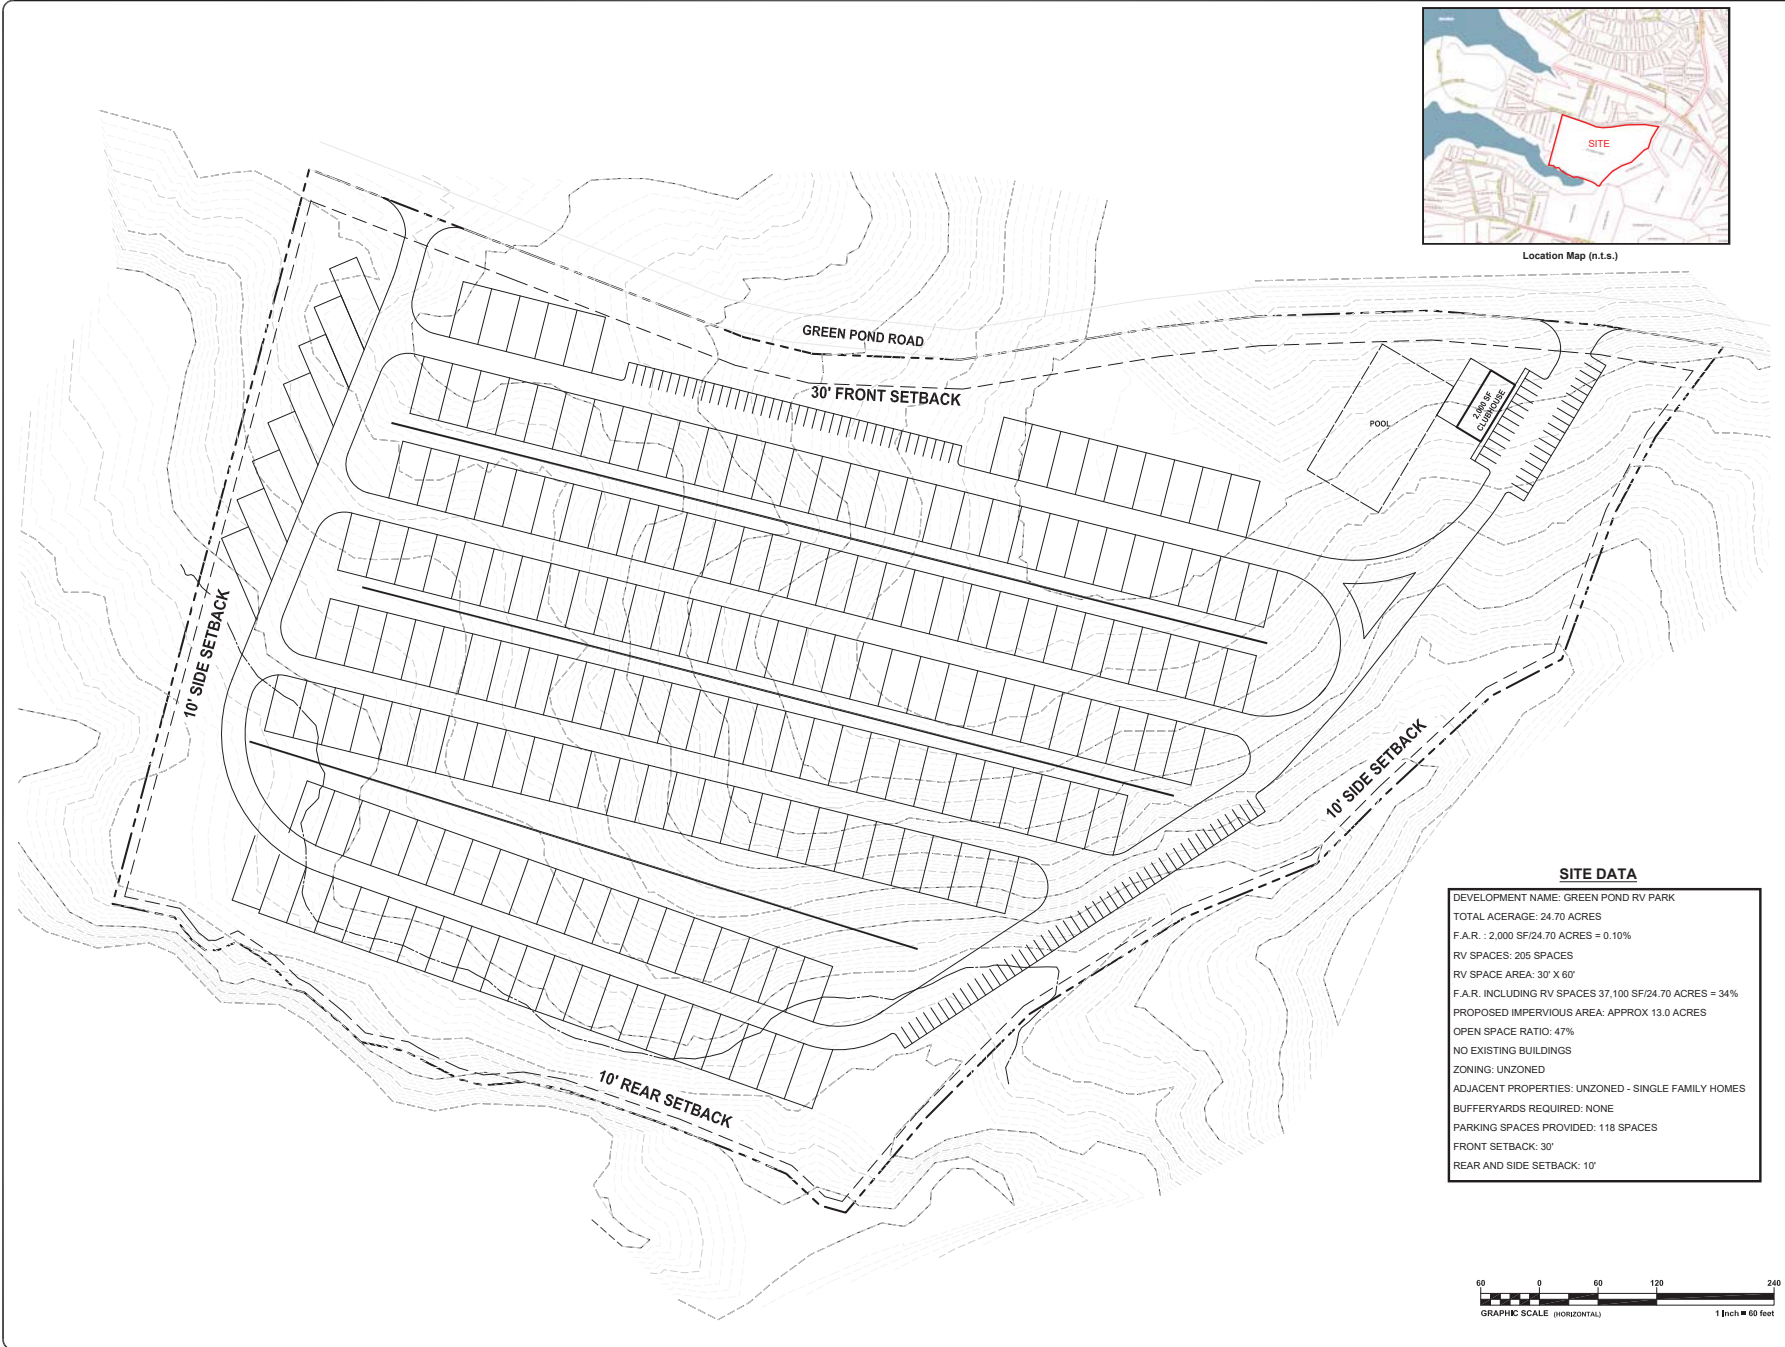 SITE
Location Map (n.t.s.)
GREEN POND ROAD
30' FRONT SETBACK
2,000 SF
CLUBHOUSE
POOL
10' SIDE SETBACK
10' SIDE SETBACK
10' REAR SETBACK
SITE DATA
DEVELOPMENT NAME: GREEN POND RV PARK
TOTAL ACERAGE: 24.70 ACRES
F.A.R. : 2,000 SF/24.70 ACRES = 0.10%
RV SPACES: 205 SPACES
RV SPACE AREA: 30' X 60'
F.A.R. INCLUDING RV SPACES 37,100 SF/24.70 ACRES = 34%
PROPOSED IMPERVIOUS AREA: APPROX 13.0 ACRES
OPEN SPACE RATIO: 47%
NO EXISTING BUILDINGS
ZONING: UNZONED
ADJACENT PROPERTIES: UNZONED - SINGLE FAMILY HOMES
BUFFERYARDS REQUIRED: NONE
PARKING SPACES PROVIDED: 118 SPACES
FRONT SETBACK: 30'
REAR AND SIDE SETBACK: 10'
60 0 60 120 240
GRAPHIC SCALE (HORIZONTAL) 1 Inch = 60 feet